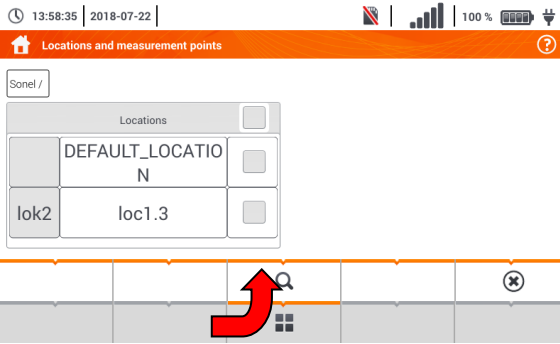 13:58:35 2018-07-22 100 %
Locations and measurement points ?
Sonel /
Locations
DEFAULT_LOCATIO
N
lok2 loc1.3